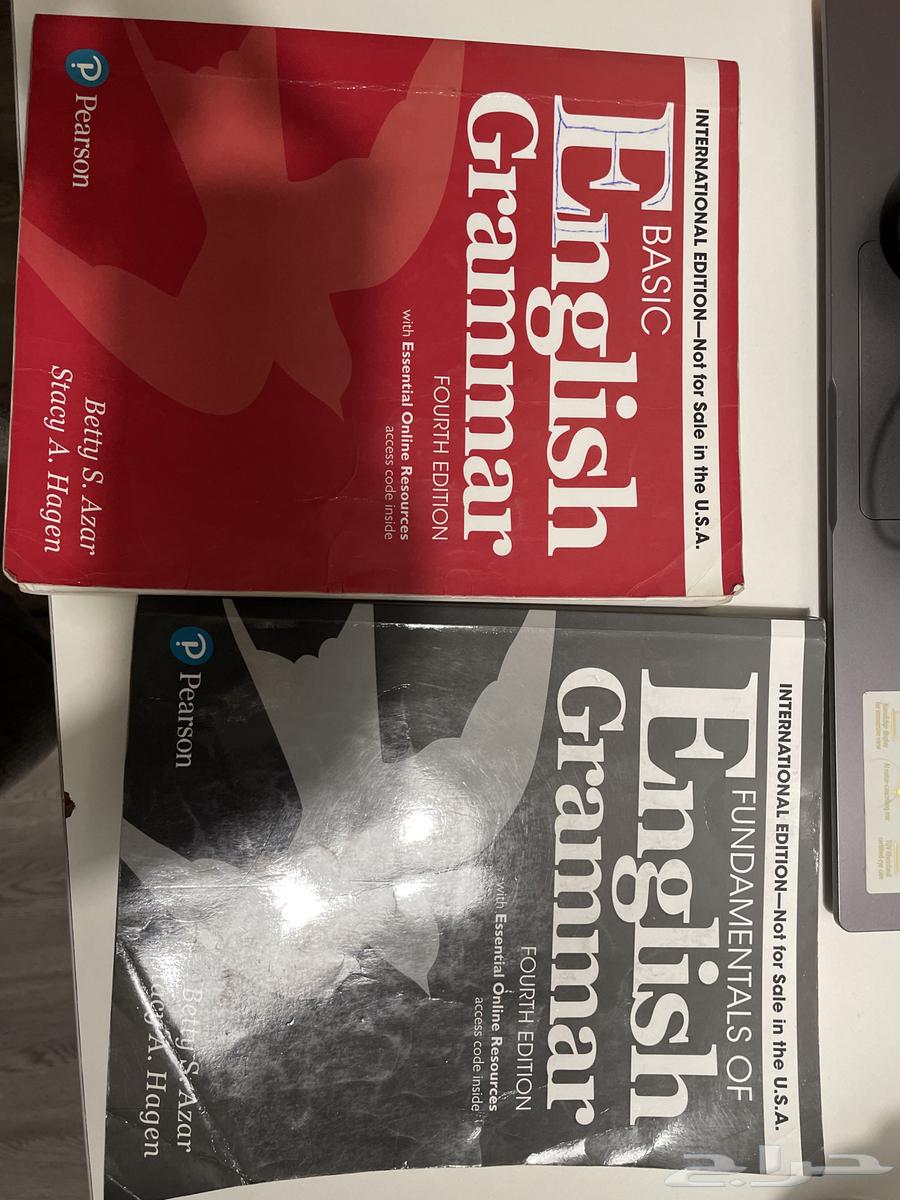 INTERNATIONAL EDITION—Not for Sale in the U.S.A.
BASIC
English
Grammar
FOURTH EDITION
with Essential Online Resources
access code inside
Betty S. Azar
Stacy A. Hagen
Pearson
INTERNATIONAL EDITION—Not for Sale in the U.S.A.
FUNDAMENTALS OF
English
Grammar
FOURTH EDITION
with Essential Online Resources
access code inside
Betty S. Azar
A. Hagen
Pearson
حراج